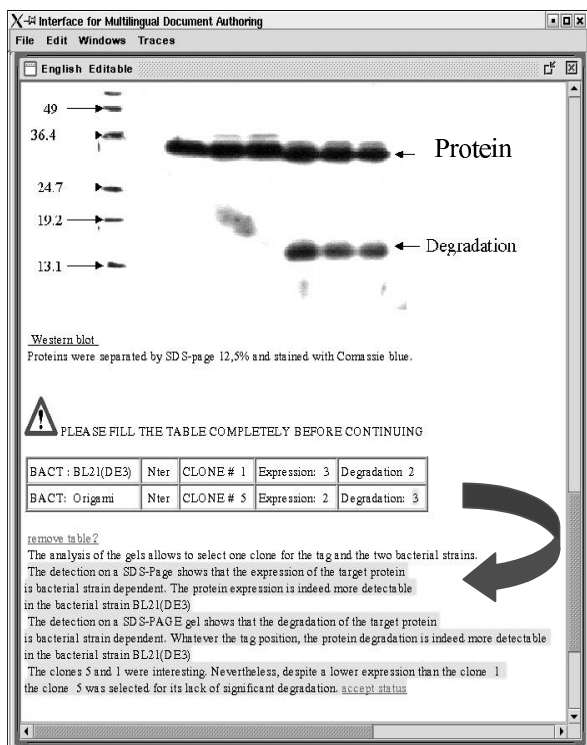 Interface for Multilingual Document Authoring
File Edit Windows Traces
English Editable
49
36.4
Protein
24.7
19.2
Degradation
13.1
Western blot
Proteins were separated by SDS-page 12,5% and stained with Comassie blue.
PLEASE FILL THE TABLE COMPLETELY BEFORE CONTINUING
BACT : BL21(DE3) Nter CLONE # 1 Expression: 3 Degradation 2
BACT: Origami Nter CLONE # 5 Expression: 2 Degradation: 3
remove table?
The analysis of the gels allows to select one clone for the tag and the two bacterial strains.
The detection on a SDS-Page shows that the expression of the target protein
is bacterial strain dependent. The protein expression is indeed more detectable
in the bacterial strain BL21(DE3)
The detection on a SDS-PAGE gel shows that the degradation of the target protein
is bacterial strain dependent. Whatever the tag position, the protein degradation is indeed more detectable
in the bacterial strain BL21(DE3)
The clones 5 and 1 were interesting. Nevertheless, despite a lower expression than the clone 1
the clone 5 was selected for its lack of significant degradation. accept status